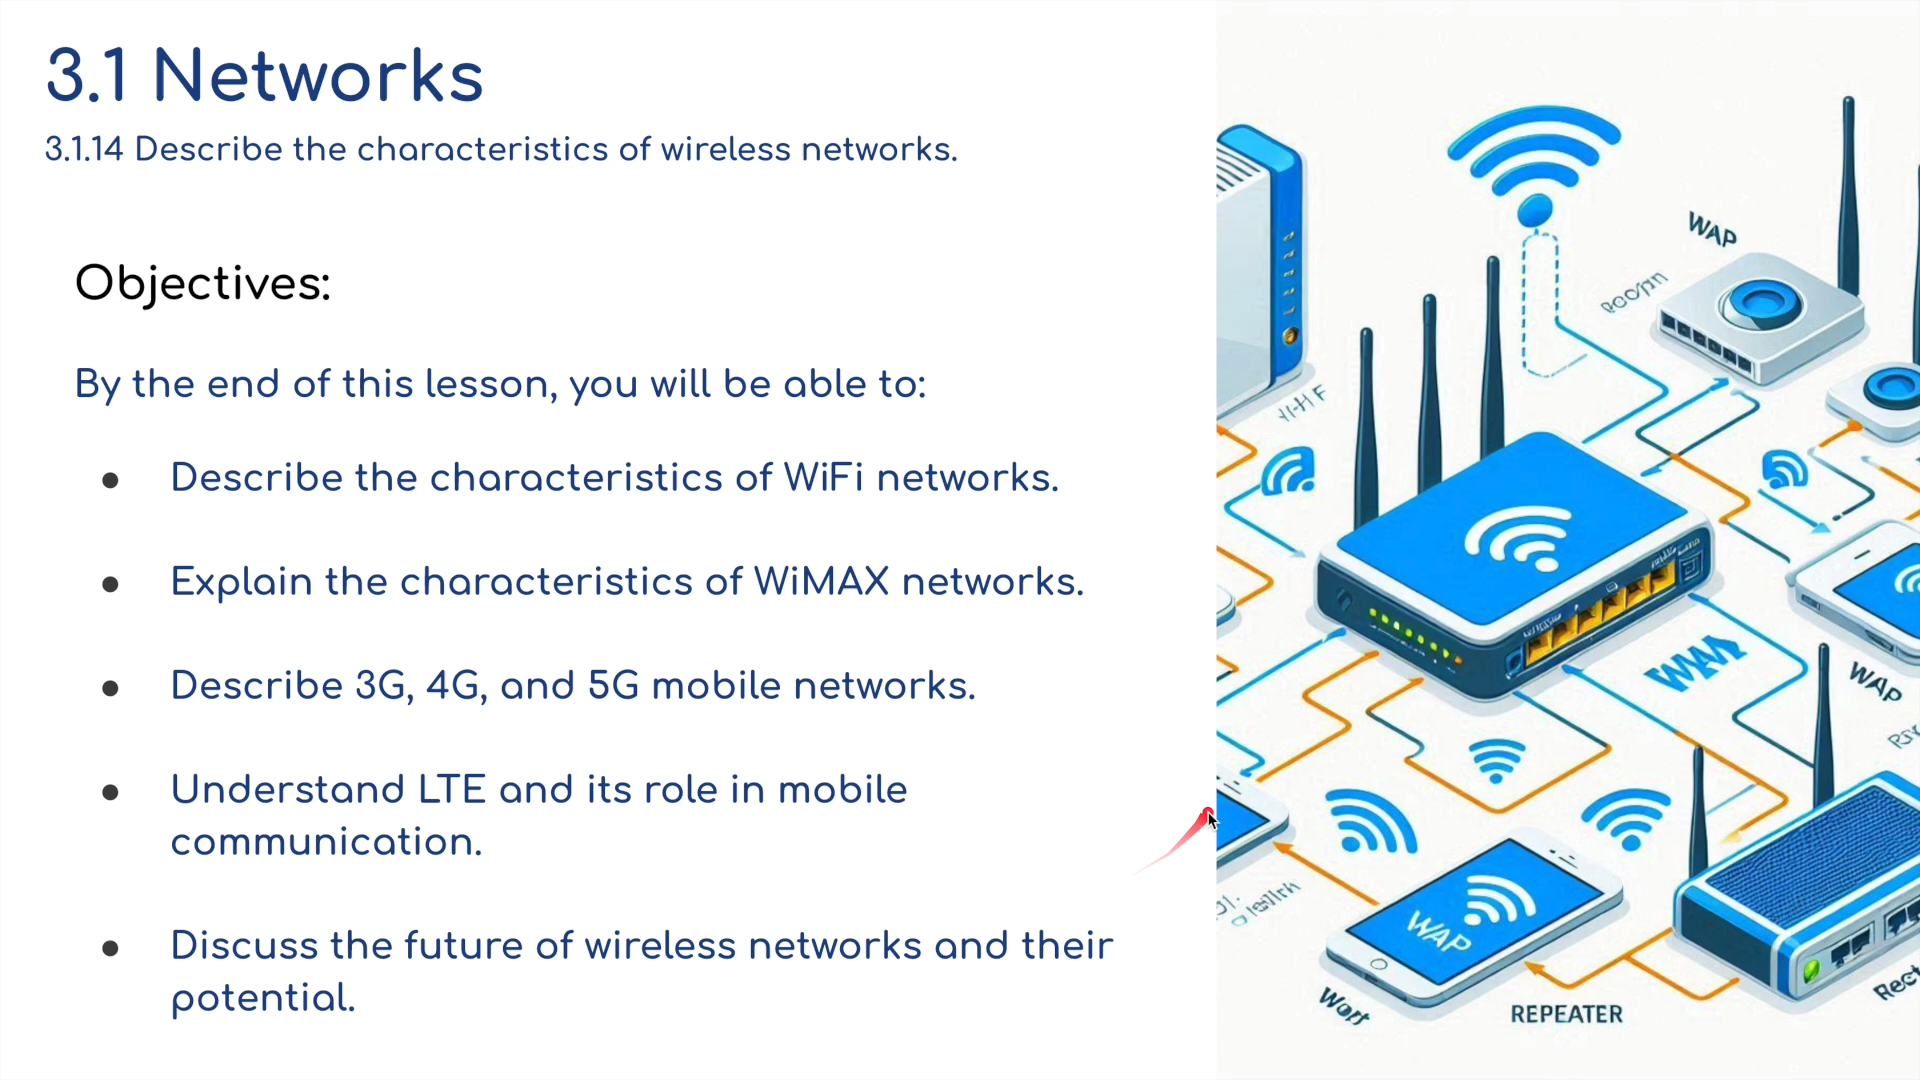 3.1 Networks
3.1.14 Describe the characteristics of wireless networks.
Objectives:
By the end of this lesson, you will be able to:
● Describe the characteristics of WiFi networks.
● Explain the characteristics of WiMAX networks.
● Describe 3G, 4G, and 5G mobile networks.
● Understand LTE and its role in mobile
communication.
● Discuss the future of wireless networks and their
potential.
WAP
WAP
WAP
REPEATER